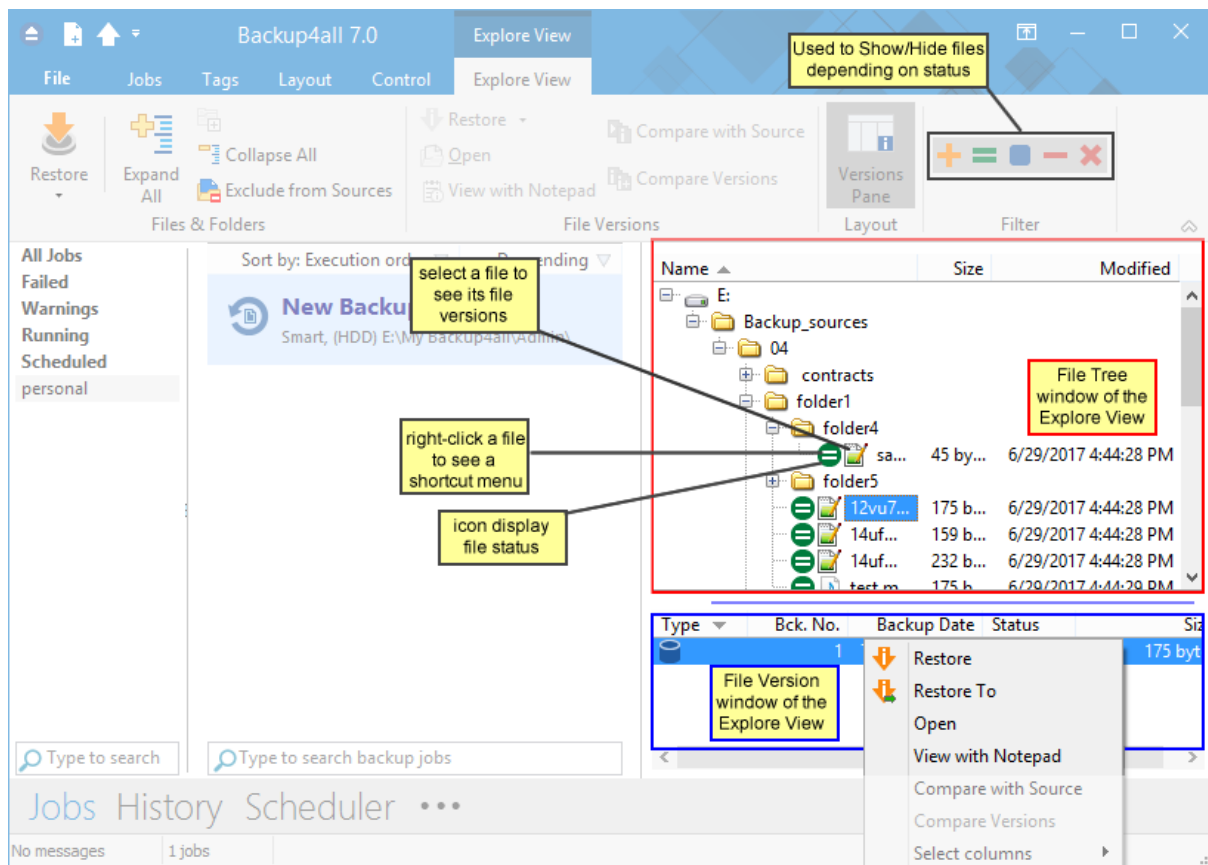 Backup4all 7.0
Explore View
Used to Show/Hide files
depending on status
File
Jobs
Tags
Layout
Control
Explore View
Restore
Expand
All
Collapse All
Exclude from Sources
Files & Folders
Restore
Open
View with Notepad
Compare with Source
Compare Versions
File Versions
Versions
Pane
Layout
Filter
All Jobs
Failed
Warnings
Running
Scheduled
personal
Type to search
Sort by: Execution
New
Smart, (HDD) E:\My Backup4all\Admin\
Type to search backup jobs
select a file to
see its file
versions
right-click a file
to see a
shortcut menu
icon display
file status
Name Size Modified
E:
Backup_sources
04
contracts
folder1
folder4
sa... 45 by... 6/29/2017 4:44:28 PM
folder5
12vu7... 175 b... 6/29/2017 4:44:28 PM
14uf... 159 b... 6/29/2017 4:44:28 PM
14uf... 232 b... 6/29/2017 4:44:28 PM
test.m... 175 b... 6/29/2017 4:44:29 PM
File Tree
window of the
Explore View
Type Bck. No. Backup Date Status
1 175 byt
File Version
window of the
Explore View
Restore
Restore To
Open
View with Notepad
Compare with Source
Compare Versions
Select columns
Jobs History Scheduler •••
No messages 1 jobs